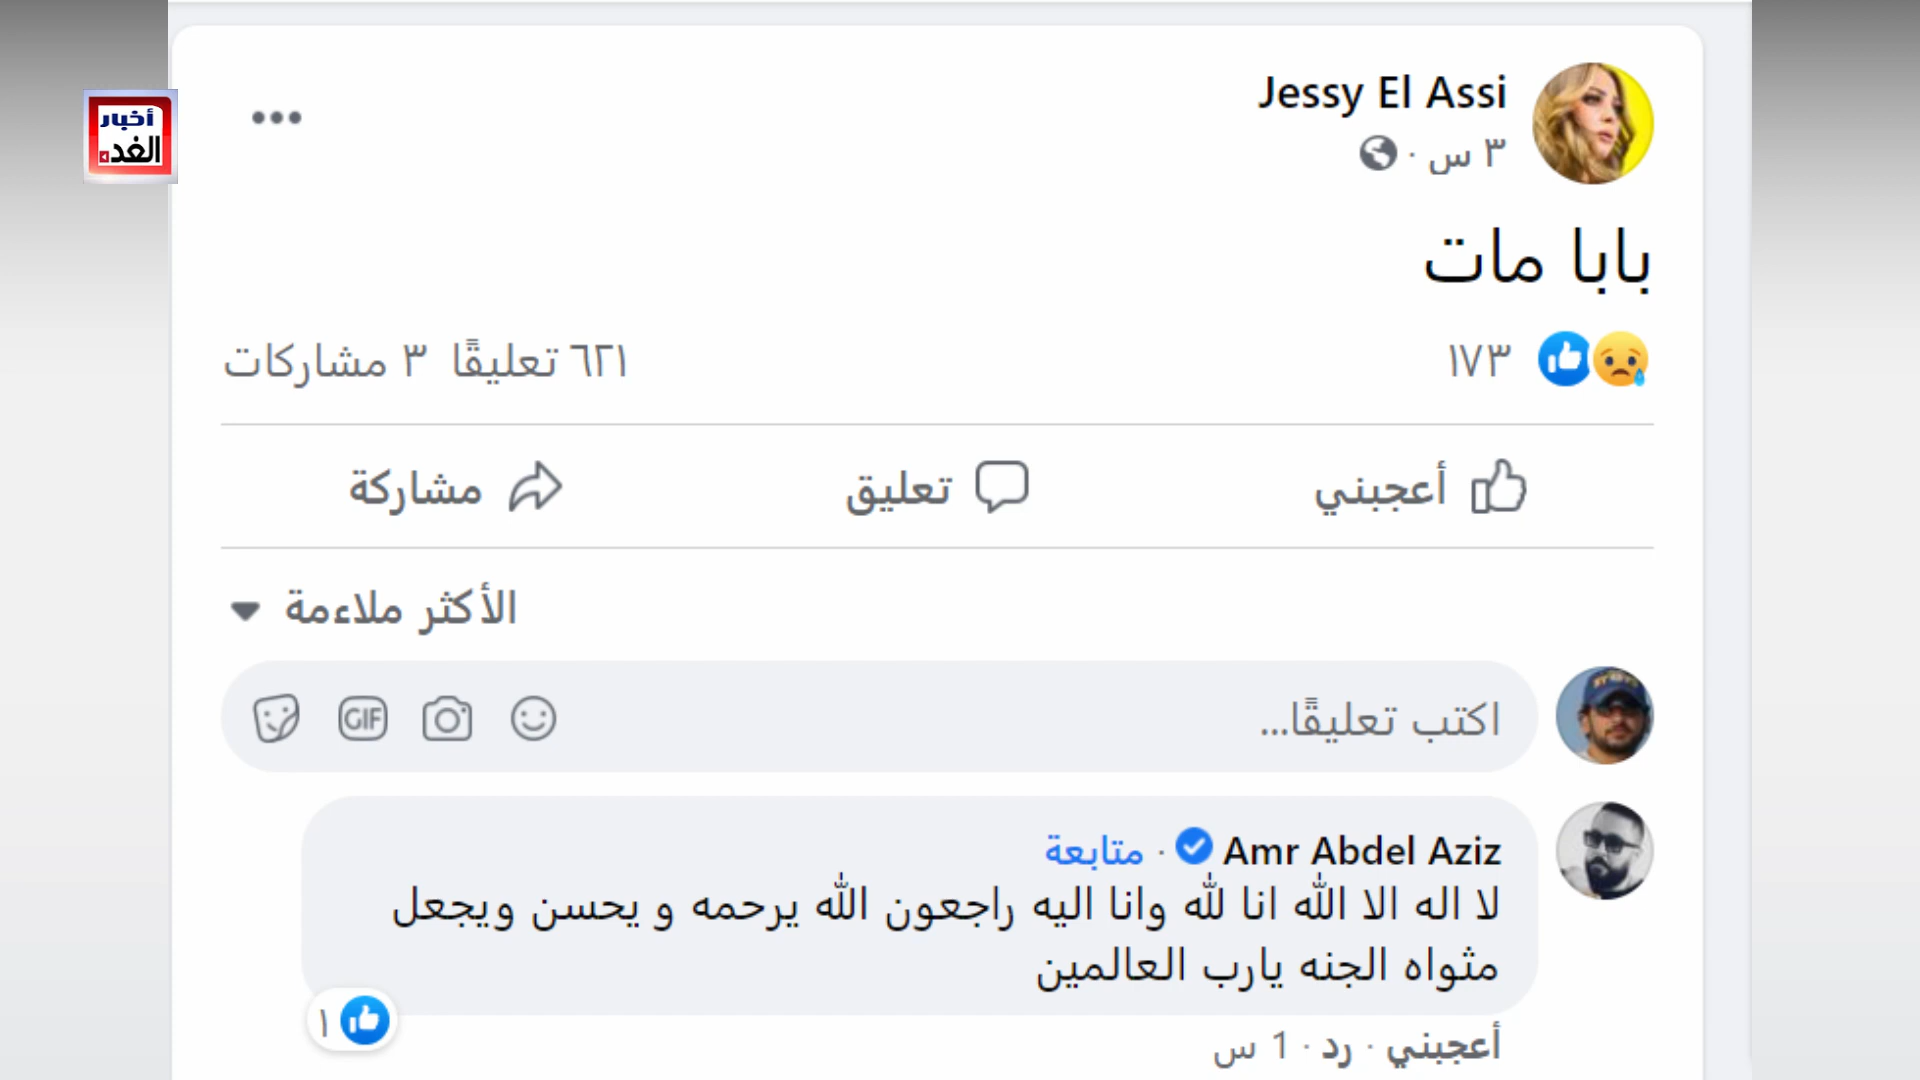 أخبار
الغد
Jessy El Assi
٣ س ·
بابا مات
١٧٣
٦٢١ تعليقًا ٣ مشاركات
أعجبني تعليق مشاركة
الأكثر ملاءمة
اكتب تعليقًا...
GIF
Amr Abdel Aziz · متابعة
لا اله الا الله انا لله وانا اليه راجعون الله يرحمه و يحسن ويجعل
مثواه الجنه يارب العالمين
١
أعجبني · رد · 1 س